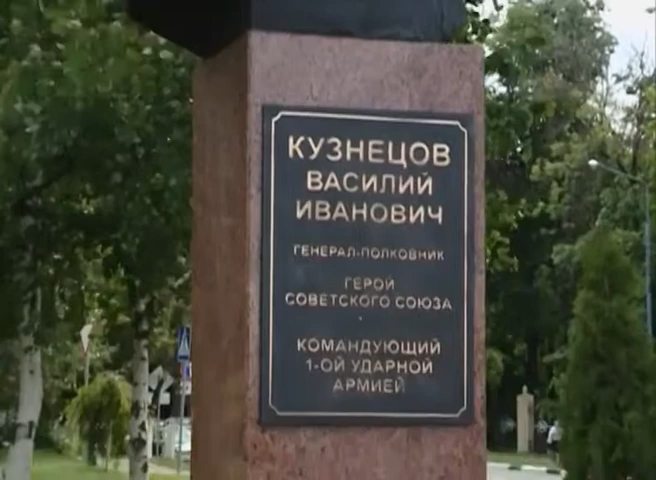 КУЗНЕЦОВ
ВАСИЛИЙ
ИВАНОВИЧ
ГЕНЕРАЛ-ПОЛКОВНИК
ГЕРОЙ
СОВЕТСКОГО СОЮЗА
КОМАНДУЮЩИЙ
1-ОЙ УДАРНОЙ
АРМИЕЙ